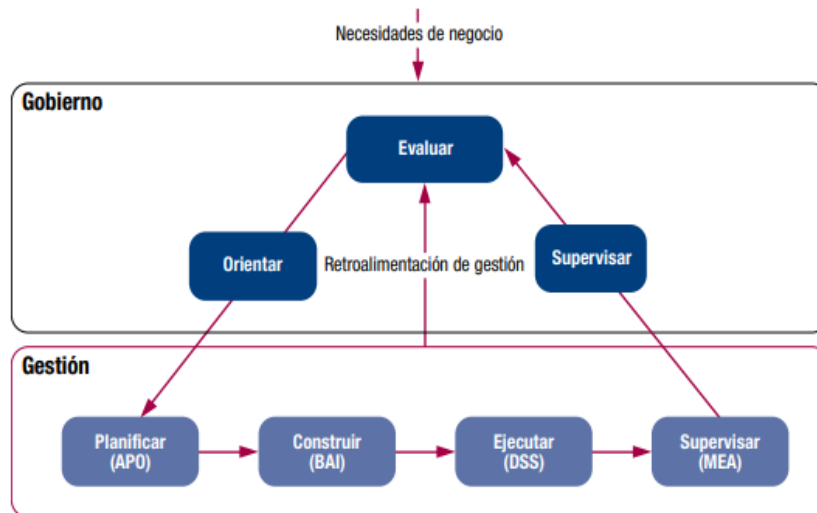 Necesidades de negocio
Gobierno
Evaluar
Orientar
Retroalimentación de gestión
Supervisar
Gestión
Planificar
(APO)
Construir
(BAI)
Ejecutar
(DSS)
Supervisar
(MEA)